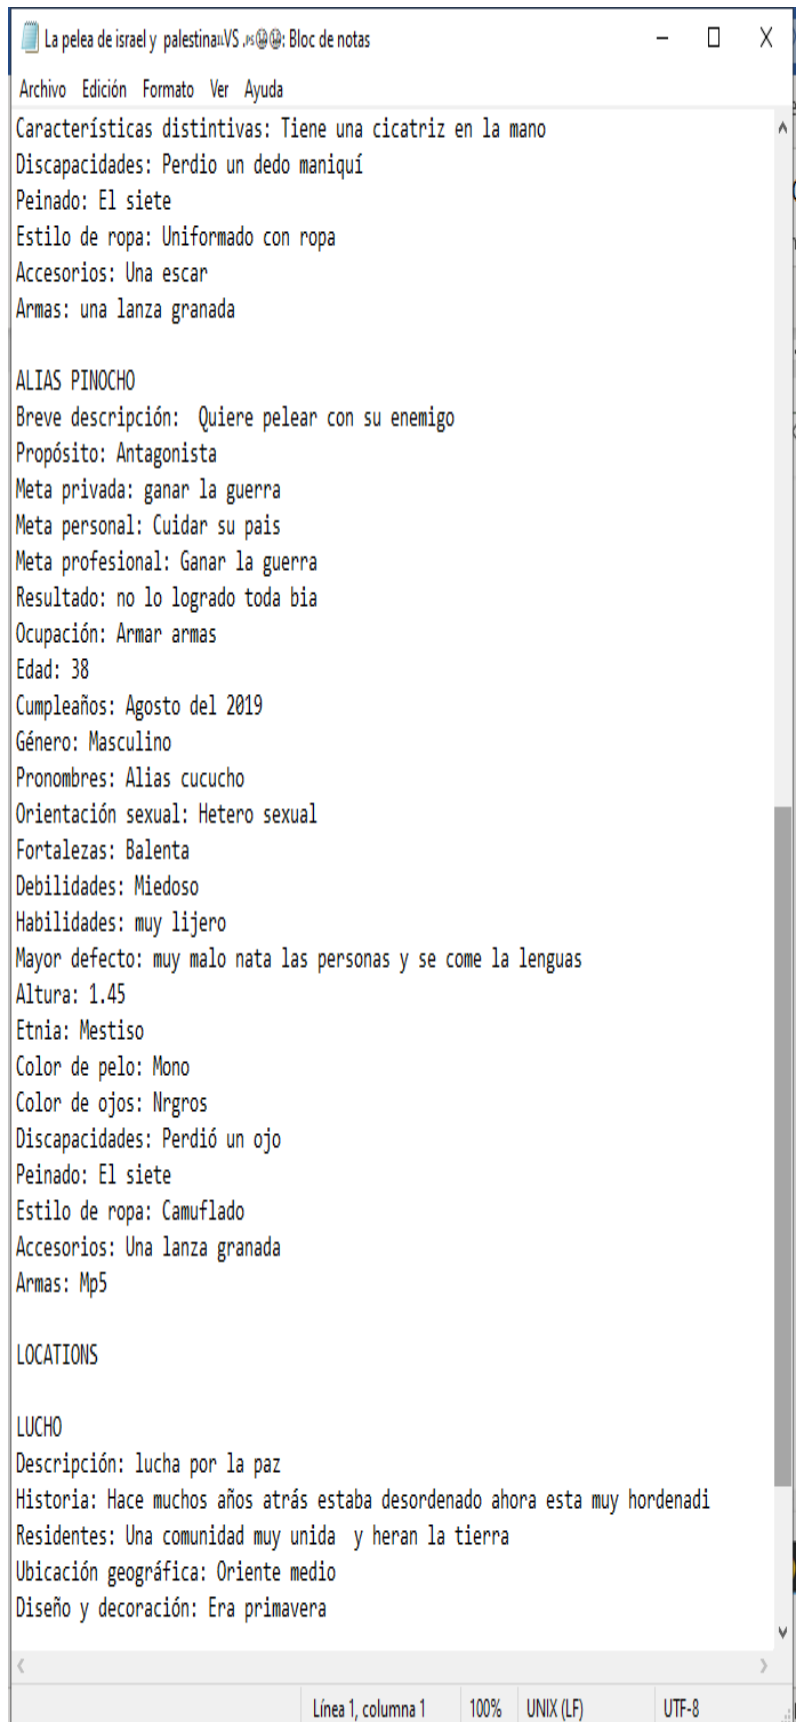 La pelea de israel y palestina VS : Bloc de notas
Archivo Edición Formato Ver Ayuda
Características distintivas: Tiene una cicatriz en la mano
Discapacidades: Perdio un dedo maniquí
Peinado: El siete
Estilo de ropa: Uniformado con ropa
Accesorios: Una escar
Armas: una lanza granada
ALIAS PINOCHO
Breve descripción: Quiere pelear con su enemigo
Propósito: Antagonista
Meta privada: ganar la guerra
Meta personal: Cuidar su pais
Meta profesional: Ganar la guerra
Resultado: no lo logrado toda bia
Ocupación: Armar armas
Edad: 38
Cumpleaños: Agosto del 2019
Género: Masculino
Pronombres: Alias cucucho
Orientación sexual: Hetero sexual
Fortalezas: Balenta
Debilidades: Miedoso
Habilidades: muy lijero
Mayor defecto: muy malo nata las personas y se come la lenguas
Altura: 1.45
Etnia: Mestiso
Color de pelo: Mono
Color de ojos: Nrgros
Discapacidades: Perdió un ojo
Peinado: El siete
Estilo de ropa: Camuflado
Accesorios: Una lanza granada
Armas: Mp5
LOCATIONS
LUCHO
Descripción: lucha por la paz
Historia: Hace muchos años atrás estaba desordenado ahora esta muy hordenadi
Residentes: Una comunidad muy unida y heran la tierra
Ubicación geográfica: Oriente medio
Diseño y decoración: Era primavera
Línea 1, columna 1 100% UNIX (LF) UTF-8